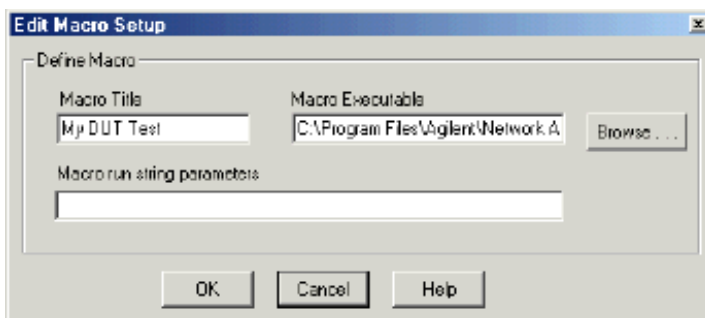 Edit Macro Setup
Define Macro
Macro Title
Macro Executable
My DUT Test
C:\Program Files\Agilent\Network A
Browse . . .
Macro run string parameters
OK
Cancel
Help